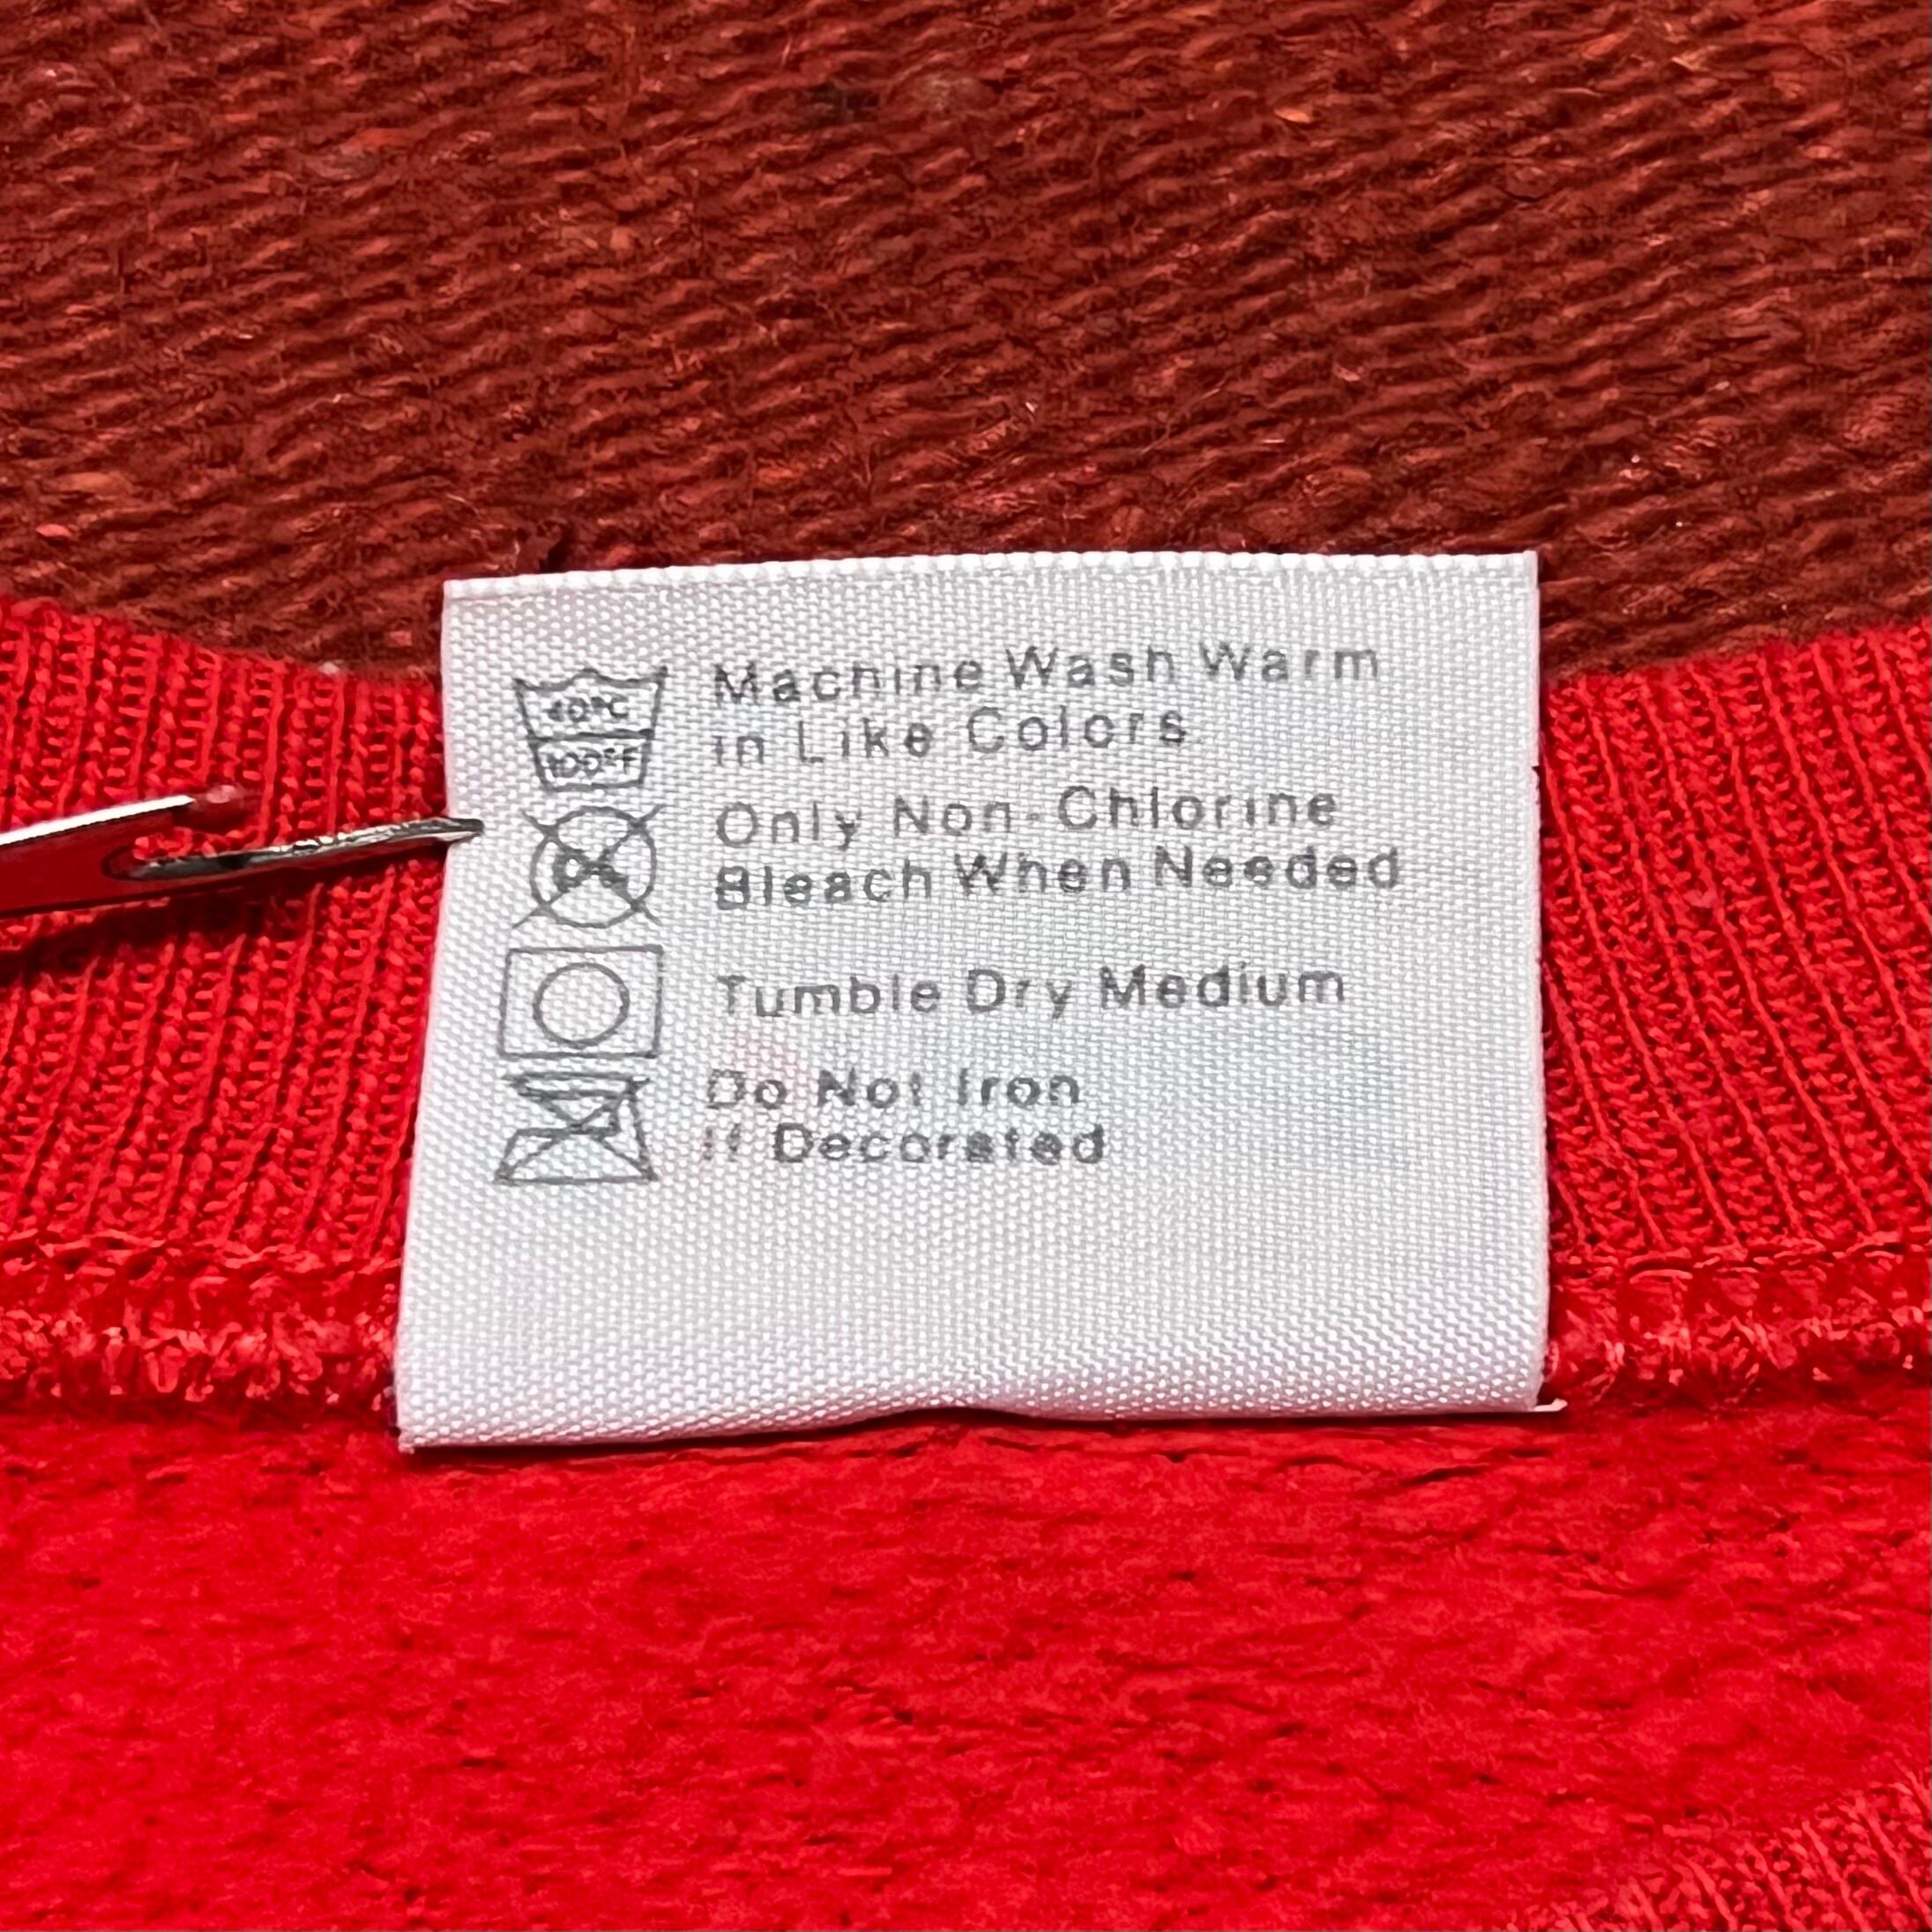 40°C
100°F
Machine Wash Warm
in Like Colors
Only Non-Chlorine
Bleach When Needed
Tumble Dry Medium
Do Not Iron
If Decorated